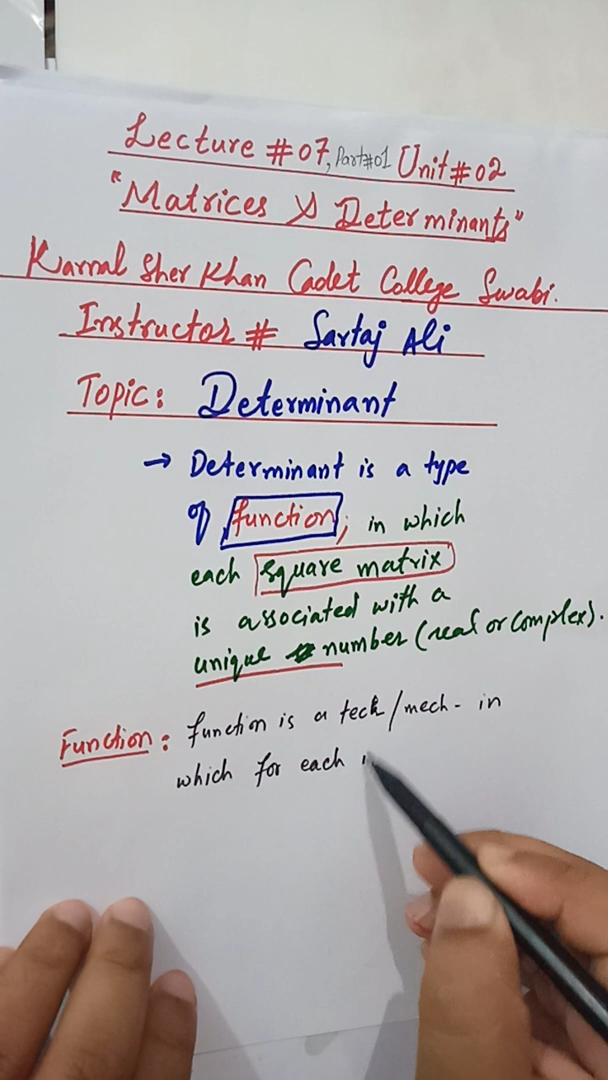 Lecture #07, Part#01 Unit#02
"Matrices & Determinants"
Karnal Sher Khan Cadet College Swabi.
Instructor # Sartaj Ali
Topic: Determinant
→ Determinant is a type
of function; in which
each square matrix
is associated with a
unique number (real or complex).
Function: function is a tech/mech- in
which for each